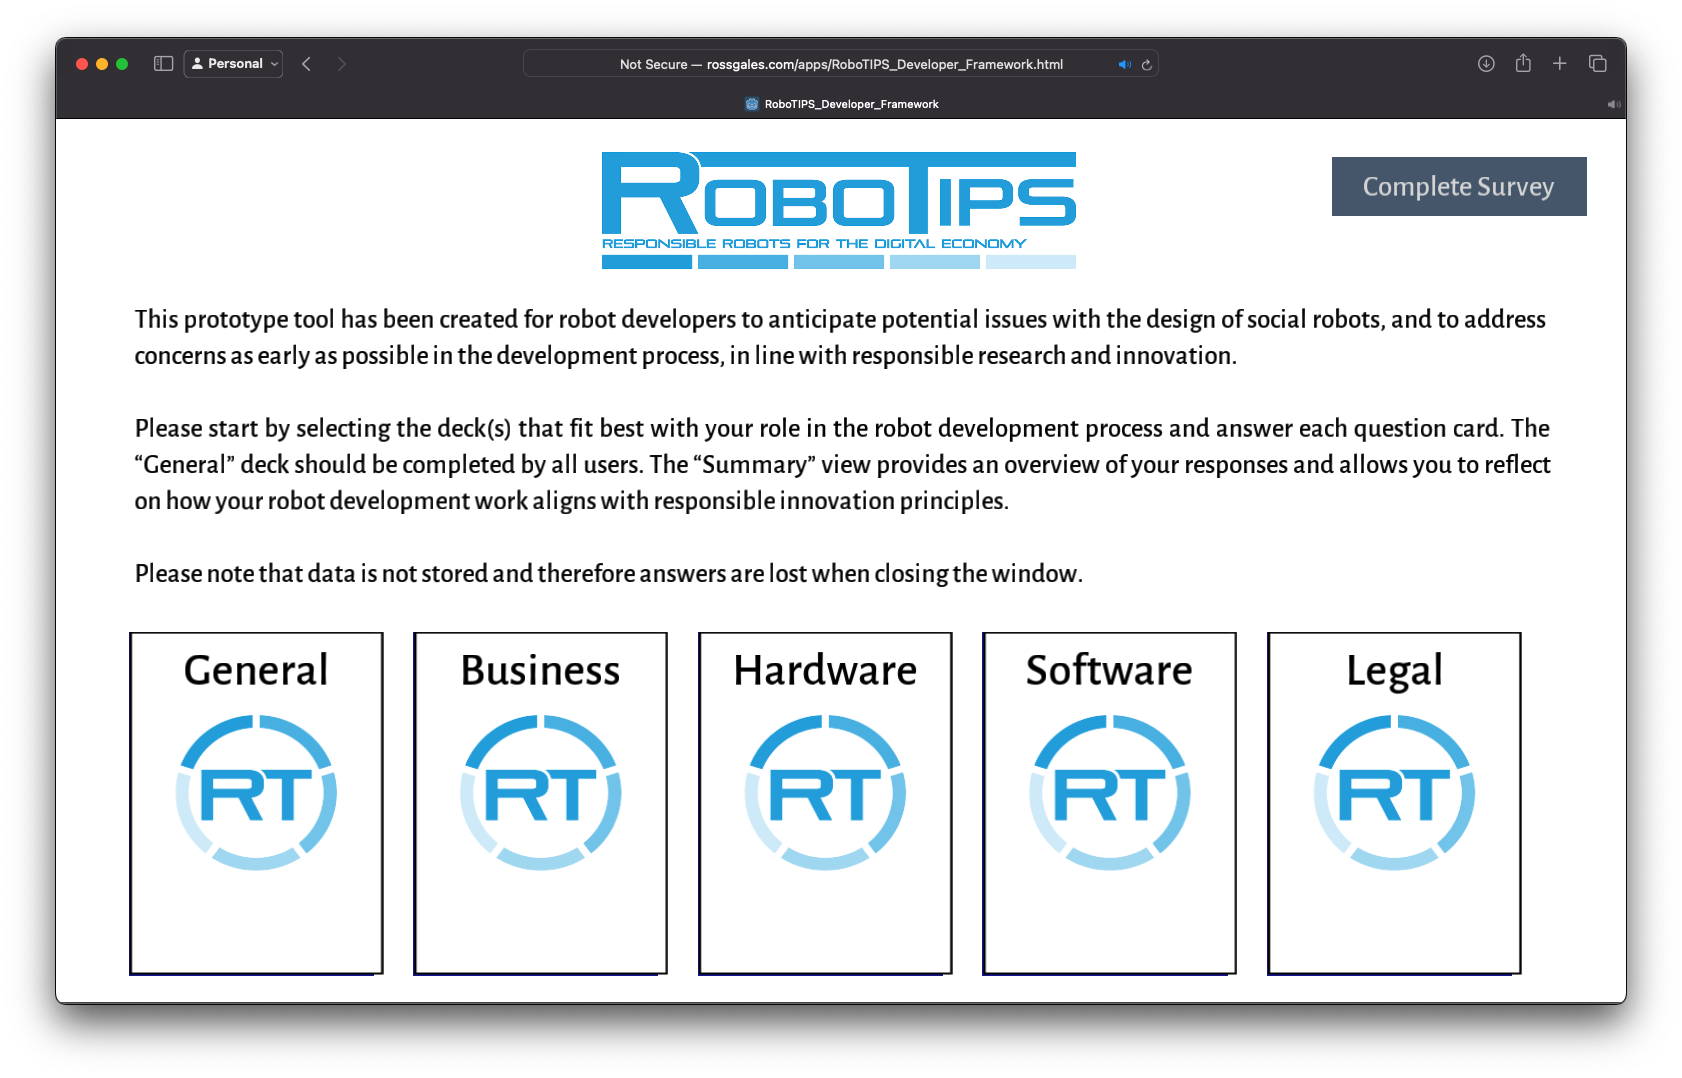 Personal
Not Secure — rossgales.com/apps/RoboTIPS_Developer_Framework.html
RoboTIPS_Developer_Framework
ROBOTIPS
RESPONSIBLE ROBOTS FOR THE DIGITAL ECONOMY
Complete Survey
This prototype tool has been created for robot developers to anticipate potential issues with the design of social robots, and to address
concerns as early as possible in the development process, in line with responsible research and innovation.
Please start by selecting the deck(s) that fit best with your role in the robot development process and answer each question card. The
“General” deck should be completed by all users. The “Summary” view provides an overview of your responses and allows you to reflect
on how your robot development work aligns with responsible innovation principles.
Please note that data is not stored and therefore answers are lost when closing the window.
General
RT
Business
RT
Hardware
RT
Software
RT
Legal
RT